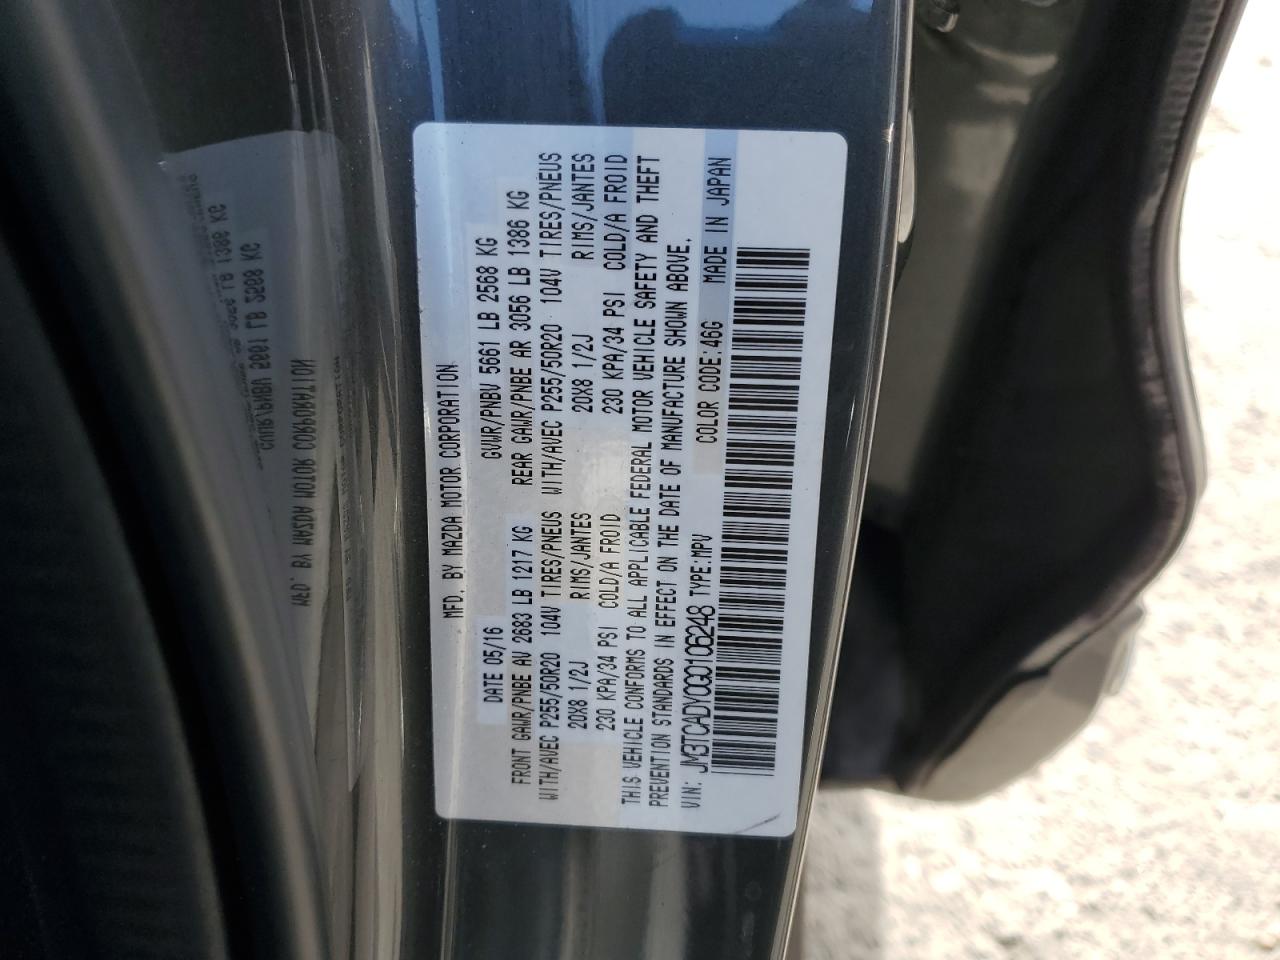 MFD. BY MAZDA MOTOR CORPORATION
DATE 05/16 GVWR/PNBV 5661 LB 2568 KG
FRONT GAWR/PNBE AV 2683 LB 1217 KG REAR GAWR/PNBE AR 3056 LB 1386 KG
WITH/AVEC P255/50R20 104V TIRES/PNEUS WITH/AVEC P255/50R20 104V TIRES/PNEUS
20X8 1/2J RIMS/JANTES 20X8 1/2J RIMS/JANTES
230 KPA/34 PSI COLD/A FROID 230 KPA/34 PSI COLD/A FROID
THIS VEHICLE CONFORMS TO ALL APPLICABLE FEDERAL MOTOR VEHICLE SAFETY AND THEFT
PREVENTION STANDARDS IN EFFECT ON THE DATE OF MANUFACTURE SHOWN ABOVE.
VIN: JM3TCADY0G0106248 TYPE:MPV COLOR CODE:46G MADE IN JAPAN